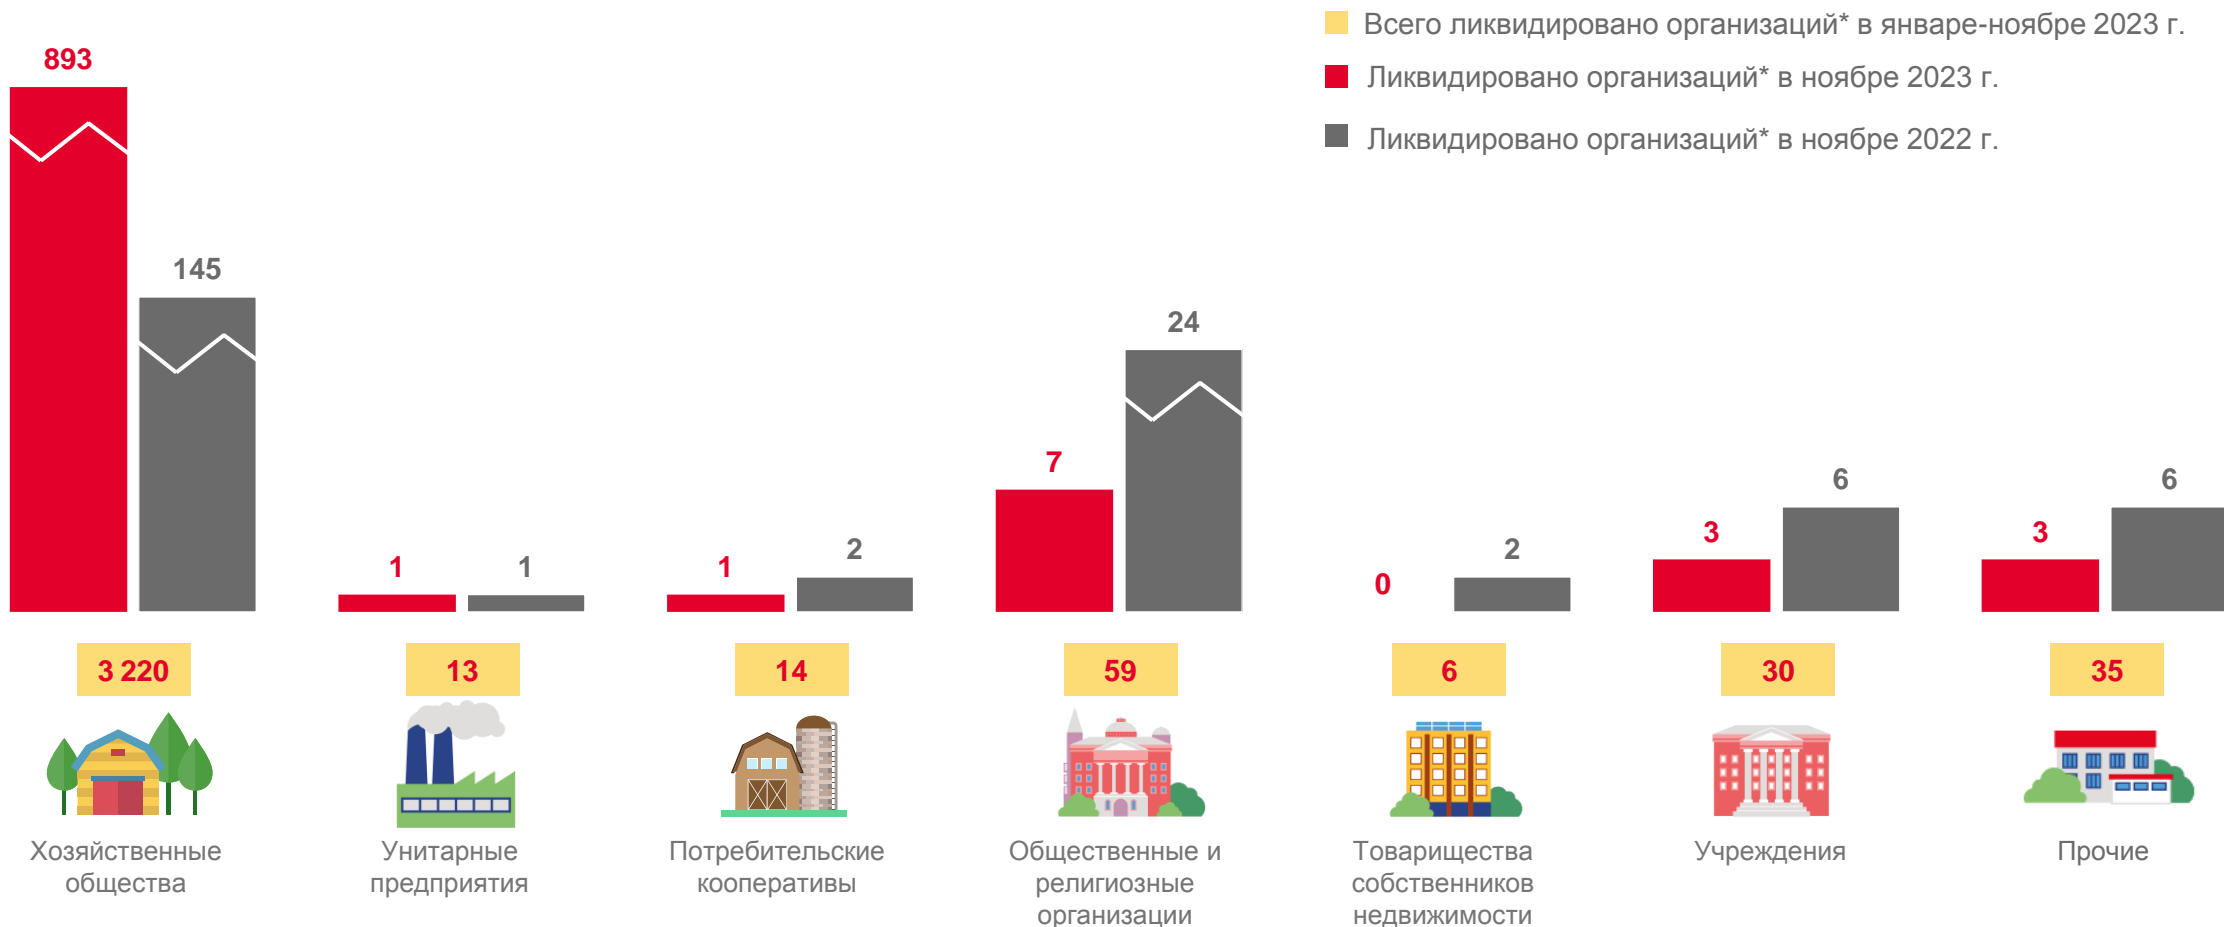 Всего ликвидировано организаций* в январе-ноябре 2023 г.
Ликвидировано организаций* в ноябре 2023 г.
Ликвидировано организаций* в ноябре 2022 г.
893
145
1
1
1
2
7
24
0
2
3
6
3
6
3 220
13
14
59
6
30
35
Хозяйственные
общества
Унитарные
предприятия
Потребительские
кооперативы
Общественные и
религиозные
организации
Товарищества
собственников
недвижимости
Учреждения
Прочие